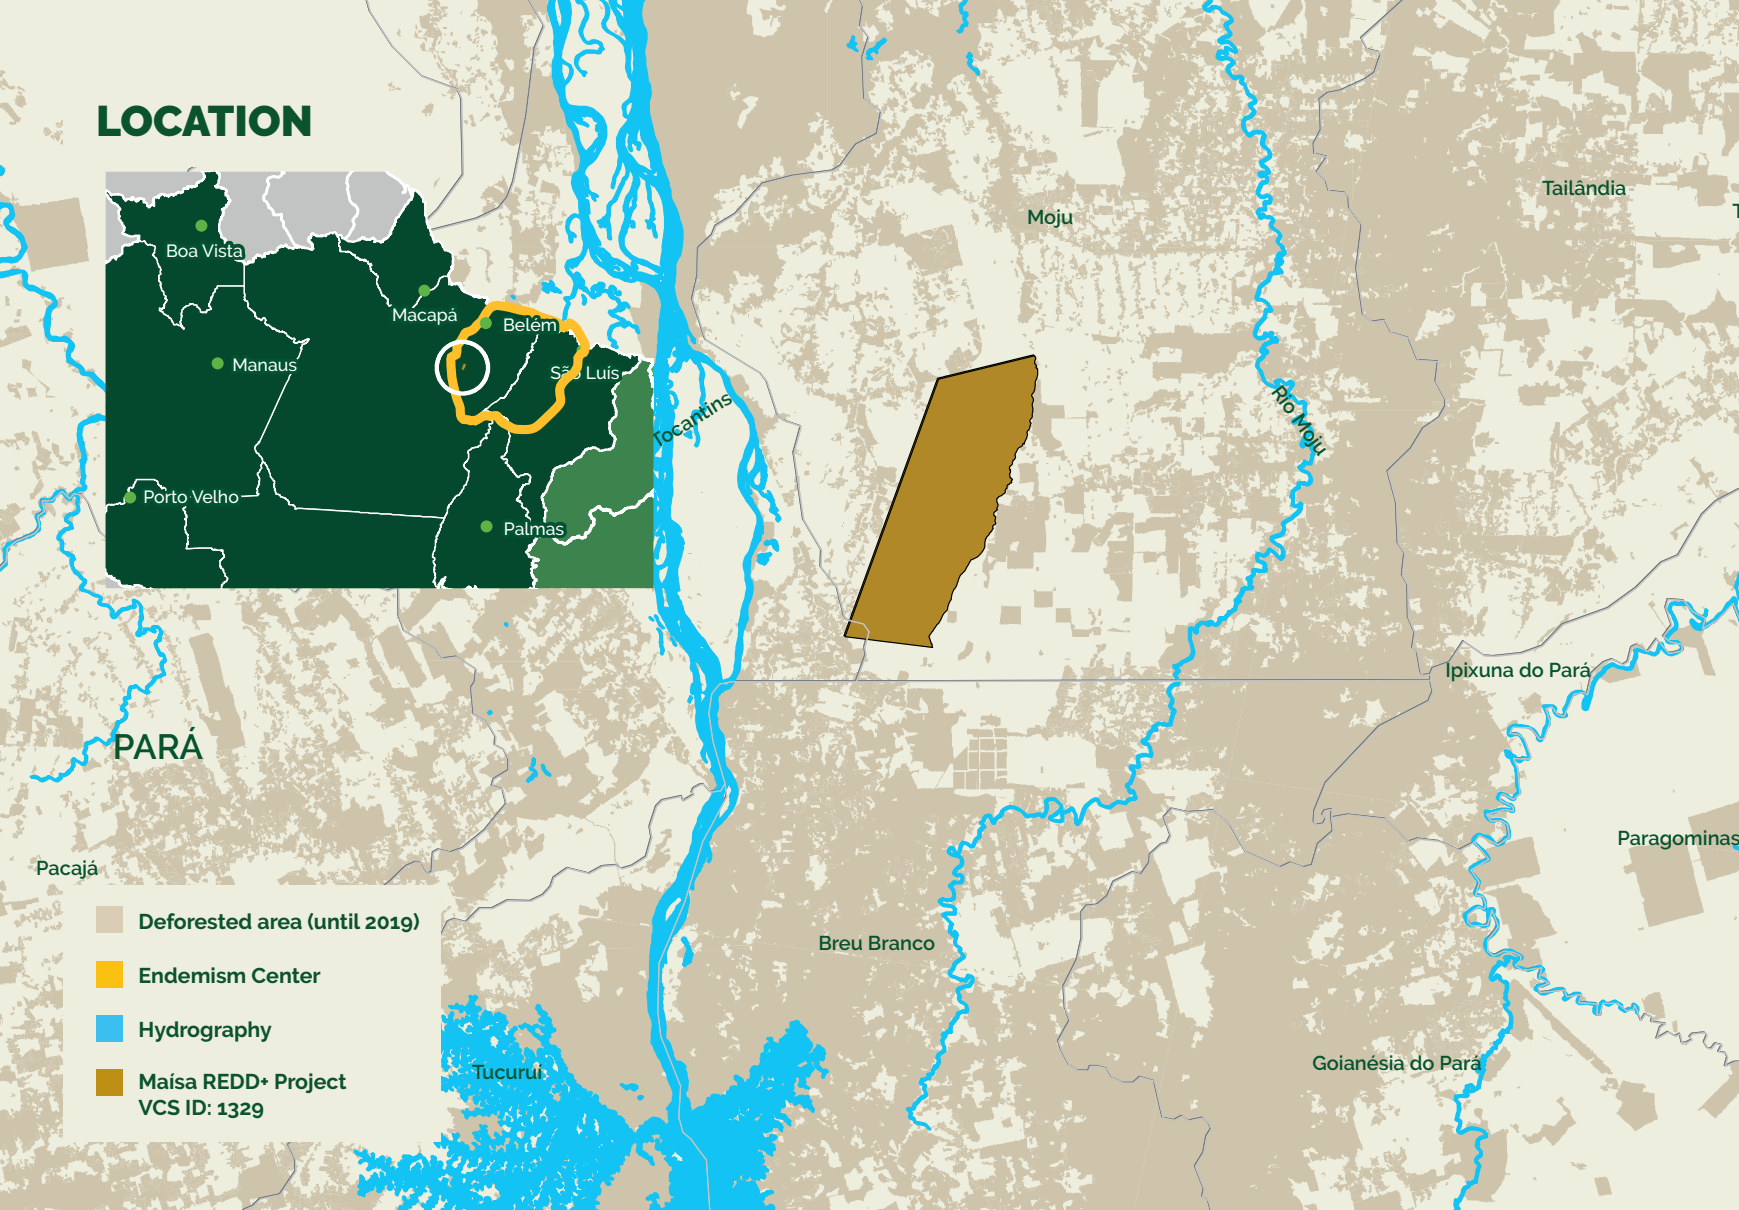 LOCATION
Boa Vista
Macapá
Belém
Manaus
São Luís
Porto Velho
Palmas
Tailândia
T
Moju
Tocantins
Rio Moju
Ipixuna do Pará
PARÁ
Paragominas
Pacajá
Breu Branco
Goianésia do Pará
Tucuruí
Deforested area (until 2019)
Endemism Center
Hydrography
Maísa REDD+ Project
VCS ID: 1329